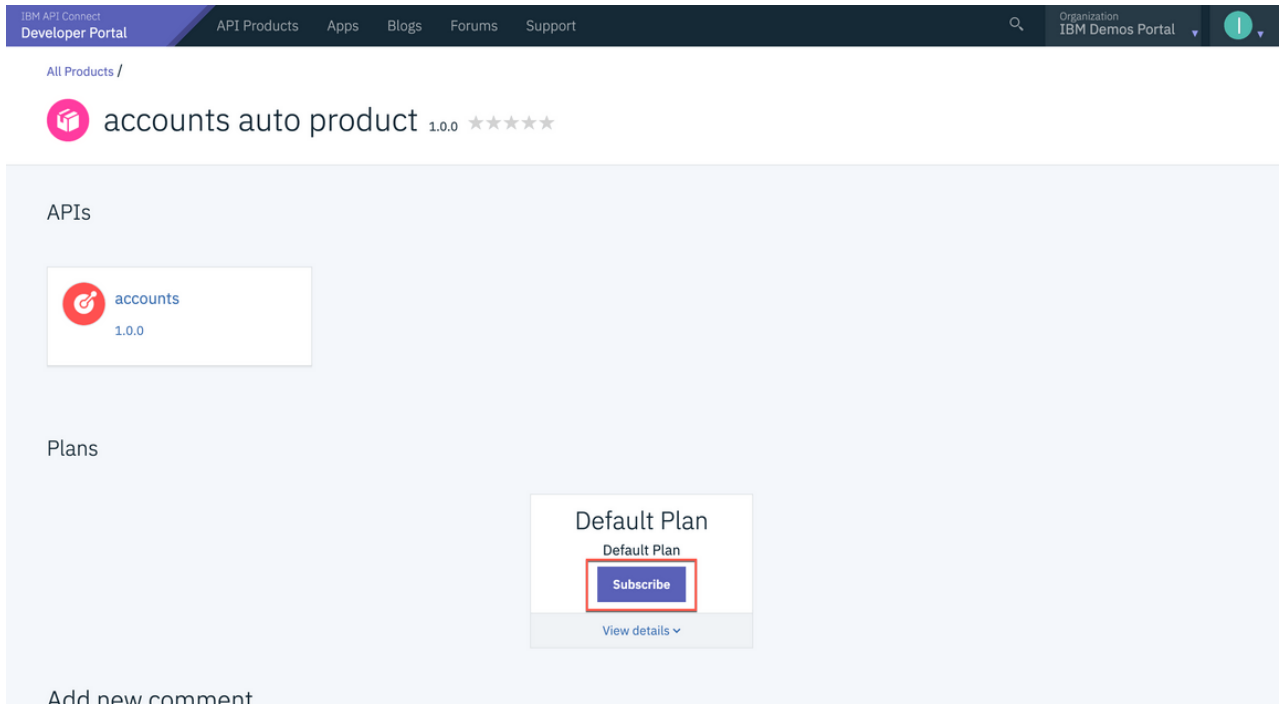 IBM API Connect
Developer Portal
API Products Apps Blogs Forums Support
Organization
IBM Demos Portal
I
All Products /
accounts auto product 1.0.0
APIs
accounts
1.0.0
Plans
Default Plan
Default Plan
Subscribe
View details
Add new comment